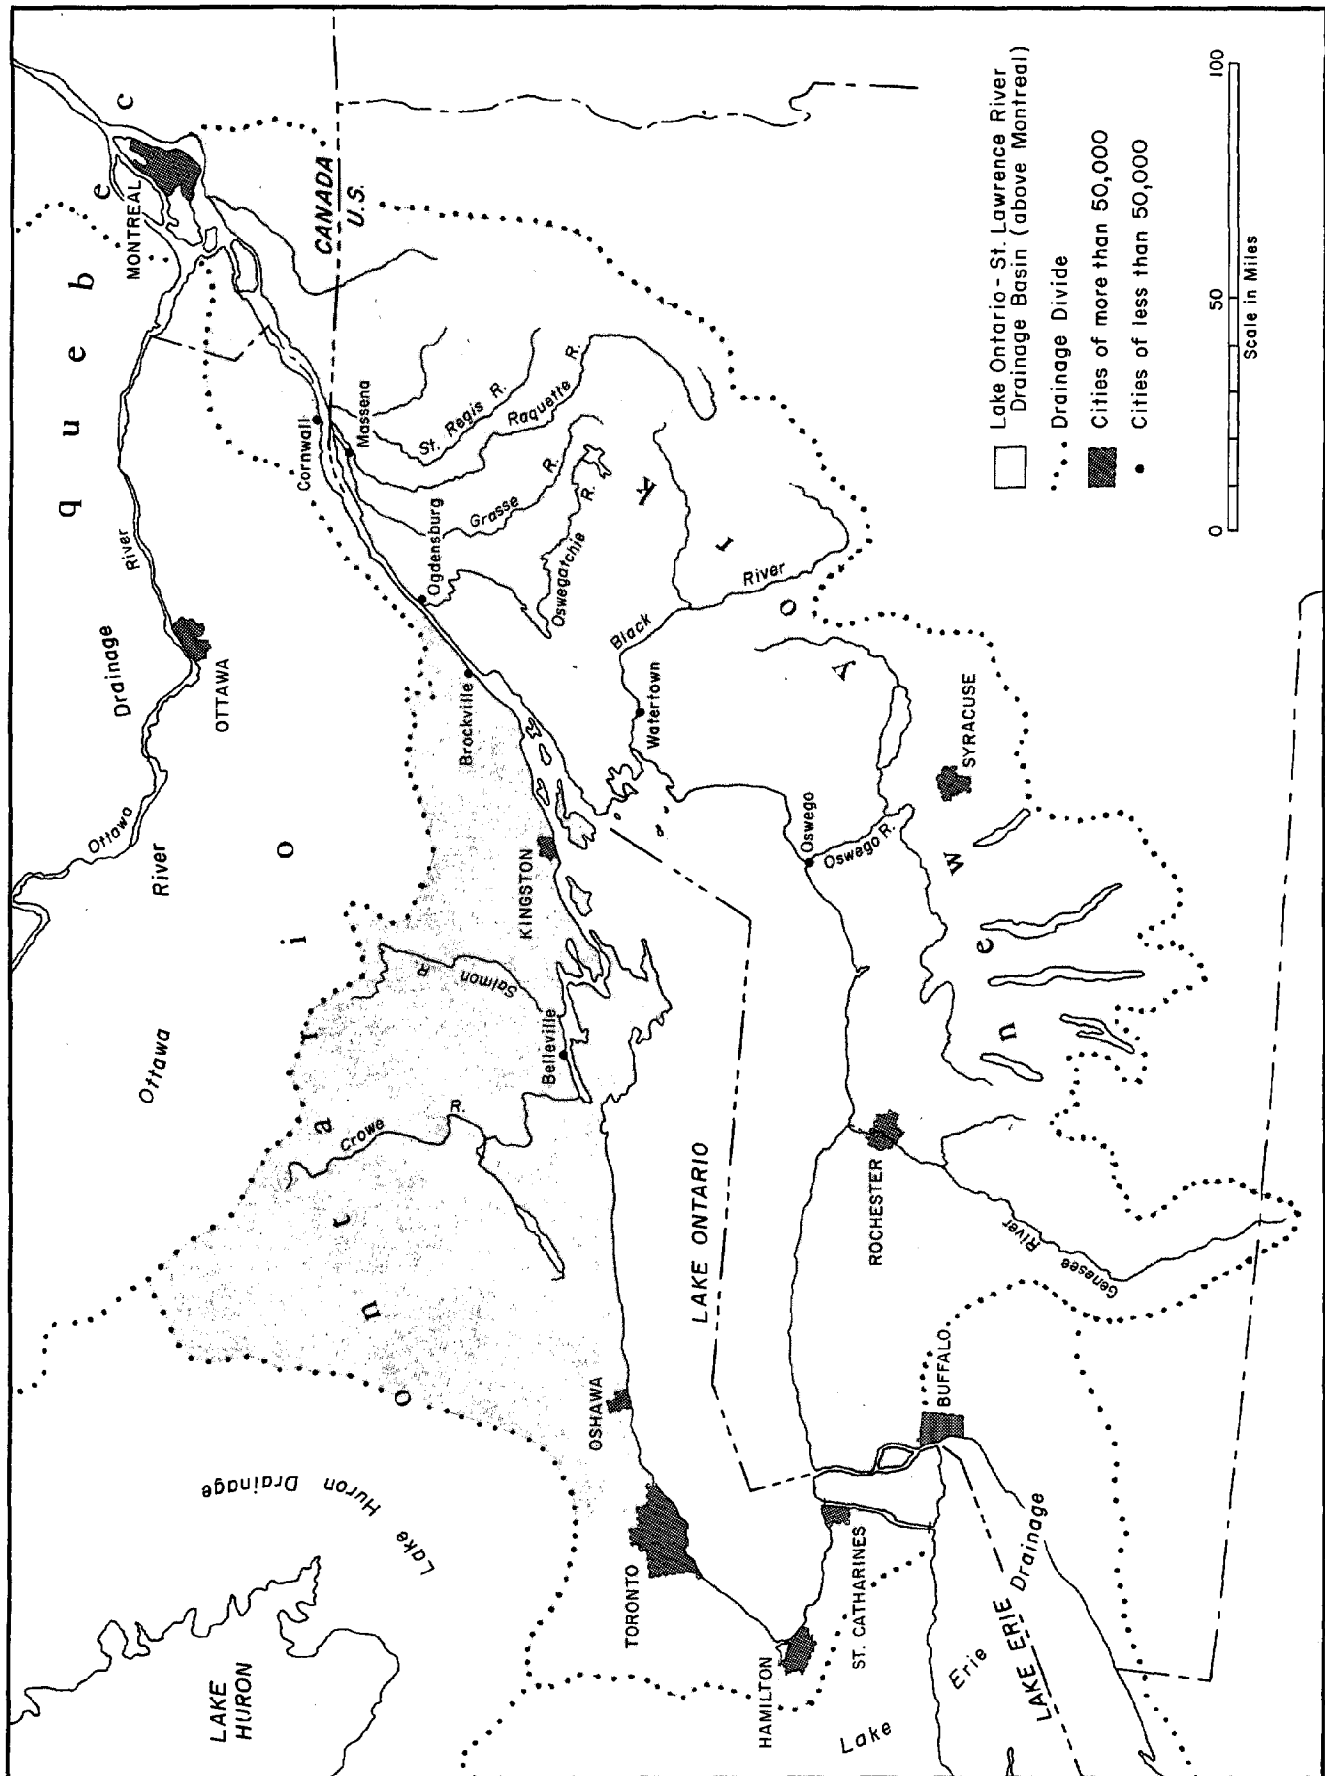 LAKE
HURON
Lake Huron Drainage
Ottawa River Drainage
Ottawa River
OTTAWA
Quebec
MONTREAL
CANADA
U.S.
Ontario
Cornwall
Massena
St. Regis R.
Raquette R.
Grasse R.
Oswegatchie R.
Ogdensburg
Brockville
KINGSTON
Salmon R.
Belleville
Crowe R.
OSHAWA
TORONTO
HAMILTON
ST. CATHARINES
LAKE ONTARIO
Black River
Watertown
Oswego
Oswego R.
SYRACUSE
New York
ROCHESTER
Genesee River
BUFFALO
Lake Erie Drainage
LAKE ERIE
Lake Ontario - St. Lawrence River
Drainage Basin (above Montreal)
Drainage Divide
Cities of more than 50,000
Cities of less than 50,000
0 50 100
Scale in Miles